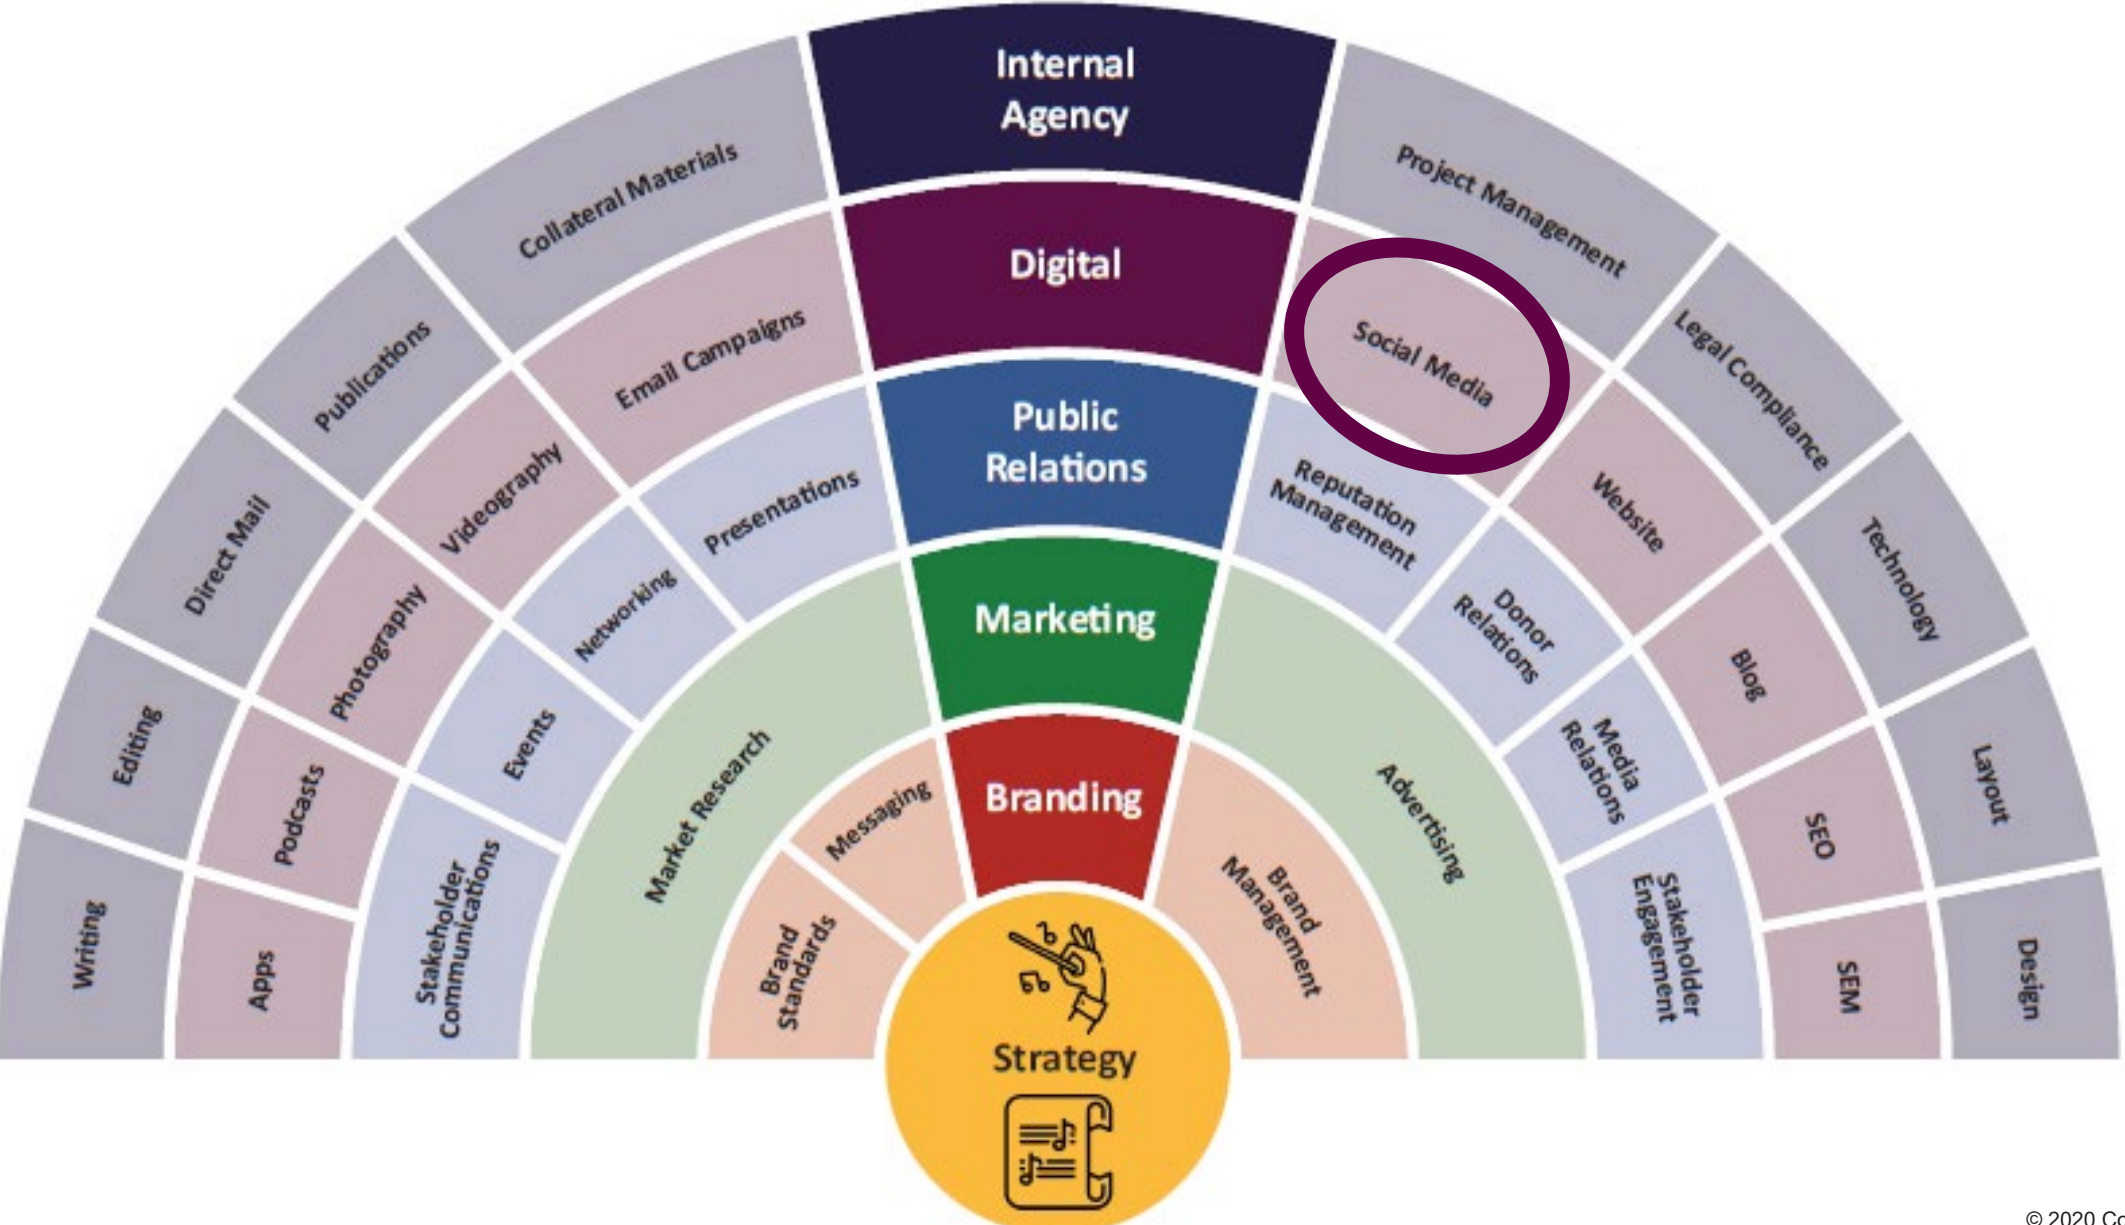 Internal
Agency
Digital
Public
Relations
Marketing
Branding
Strategy
Collateral Materials
Publications
Direct Mail
Editing
Writing
Email Campaigns
Videography
Photography
Podcasts
Apps
Presentations
Networking
Events
Stakeholder
Communications
Market Research
Messaging
Brand
Standards
Project Management
Legal Compliance
Technology
Layout
Design
Social Media
Website
Blog
SEO
SEM
Reputation
Management
Donor
Relations
Media
Relations
Stakeholder
Engagement
Advertising
Brand
Management
© 2020